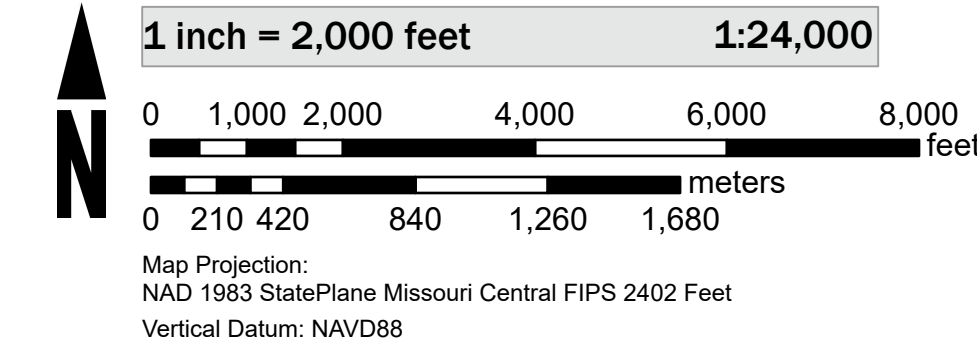 1 inch = 2,000 feet 1:24,000
0 1,000 2,000 4,000 6,000 8,000
feet
meters
0 210 420 840 1,260 1,680
N
Map Projection:
NAD 1983 StatePlane Missouri Central FIPS 2402 Feet
Vertical Datum: NAVD88